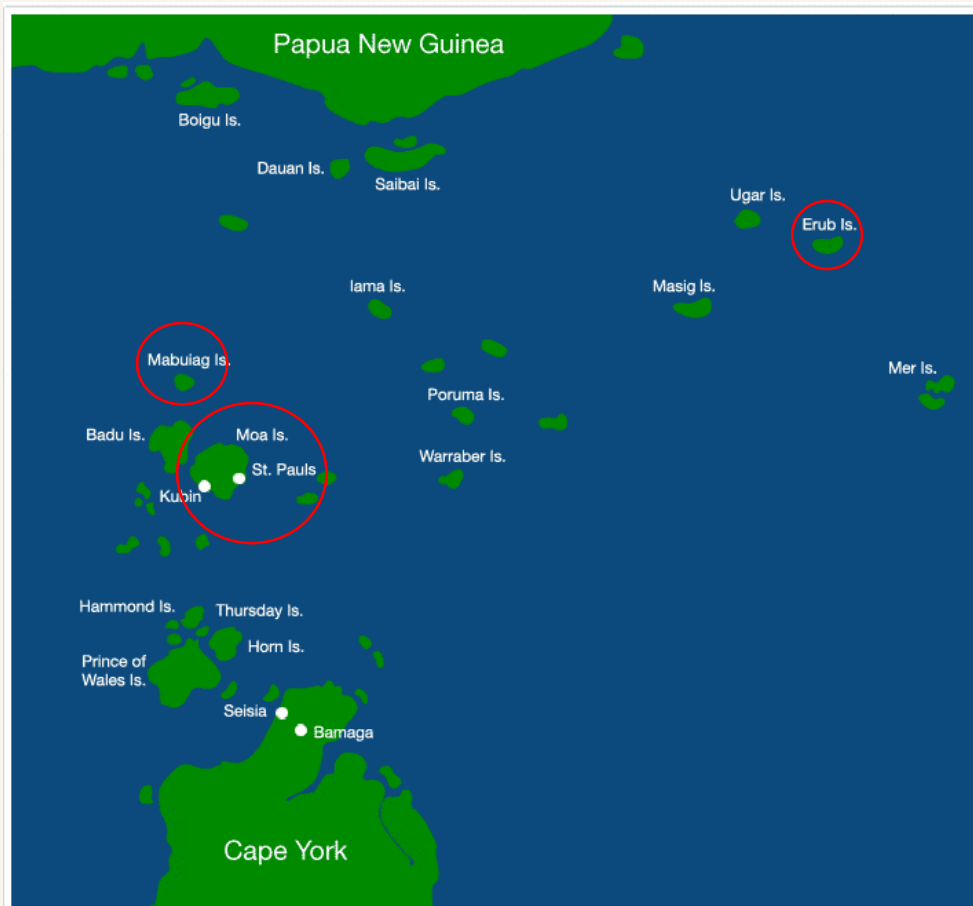 Papua New Guinea
Boigu Is.
Dauan Is.
Saibai Is.
Ugar Is.
Erub Is.
Iama Is.
Masig Is.
Mabuiag Is.
Mer Is.
Poruma Is.
Badu Is.
Moa Is.
Warraber Is.
St. Pauls
Kubin
Hammond Is.
Thursday Is.
Horn Is.
Prince of
Wales Is.
Seisia
Bamaga
Cape York